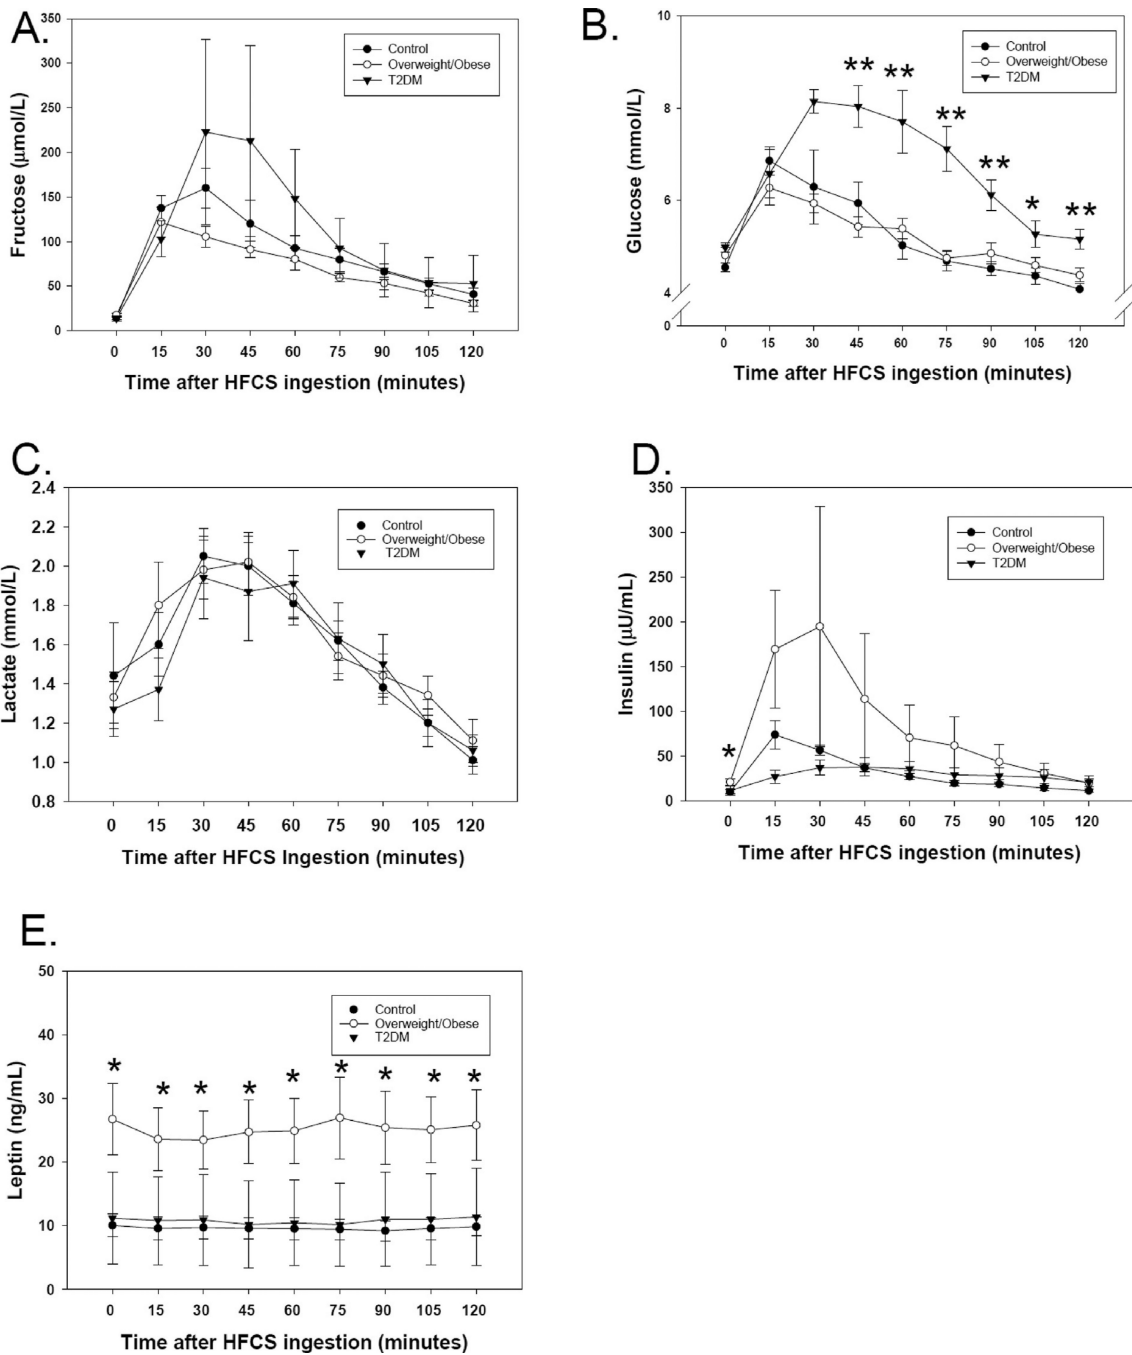 A.
350
300
250
200
150
100
50
0
Fructose (μmol/L)
Control
Overweight/Obese
T2DM
0 15 30 45 60 75 90 105 120
Time after HFCS ingestion (minutes)
B.
10
8
6
4
0
Glucose (mmol/L)
Control
Overweight/Obese
T2DM
** ** ** ** * **
0 15 30 45 60 75 90 105 120
Time after HFCS ingestion (minutes)
C.
2.4
2.2
2.0
1.8
1.6
1.4
1.2
1.0
0.8
Lactate (mmol/L)
Control
Overweight/Obese
T2DM
0 15 30 45 60 75 90 105 120
Time after HFCS Ingestion (minutes)
D.
350
300
250
200
150
100
50
0
Insulin (μU/mL)
Control
Overweight/Obese
T2DM
*
0 15 30 45 60 75 90 105 120
Time after HFCS ingestion (minutes)
E.
50
40
30
20
10
0
Leptin (ng/mL)
Control
Overweight/Obese
T2DM
* * * * * * * * *
0 15 30 45 60 75 90 105 120
Time after HFCS ingestion (minutes)